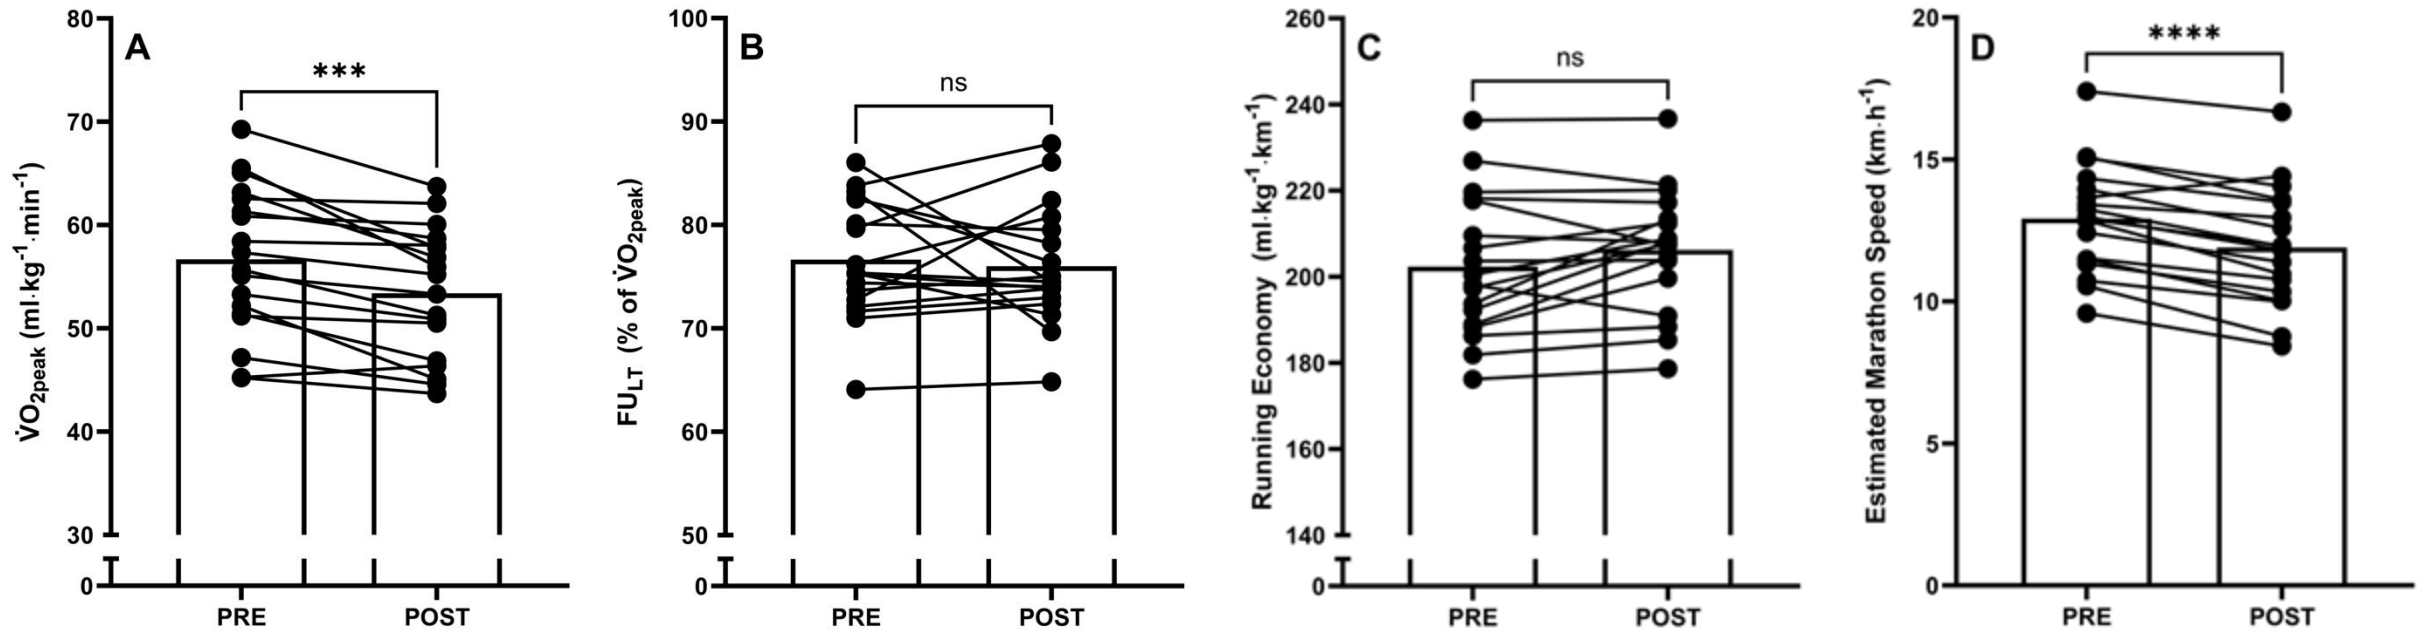 A
V̇O2peak (ml·kg-1·min-1)
80
70
60
50
40
30
0
***
PRE
POST
B
FULT (% of V̇O2peak)
100
90
80
70
60
50
0
ns
PRE
POST
C
Running Economy (ml·kg-1·km-1)
260
240
220
200
180
160
140
0
ns
PRE
POST
D
Estimated Marathon Speed (km·h-1)
20
15
10
5
0
****
PRE
POST